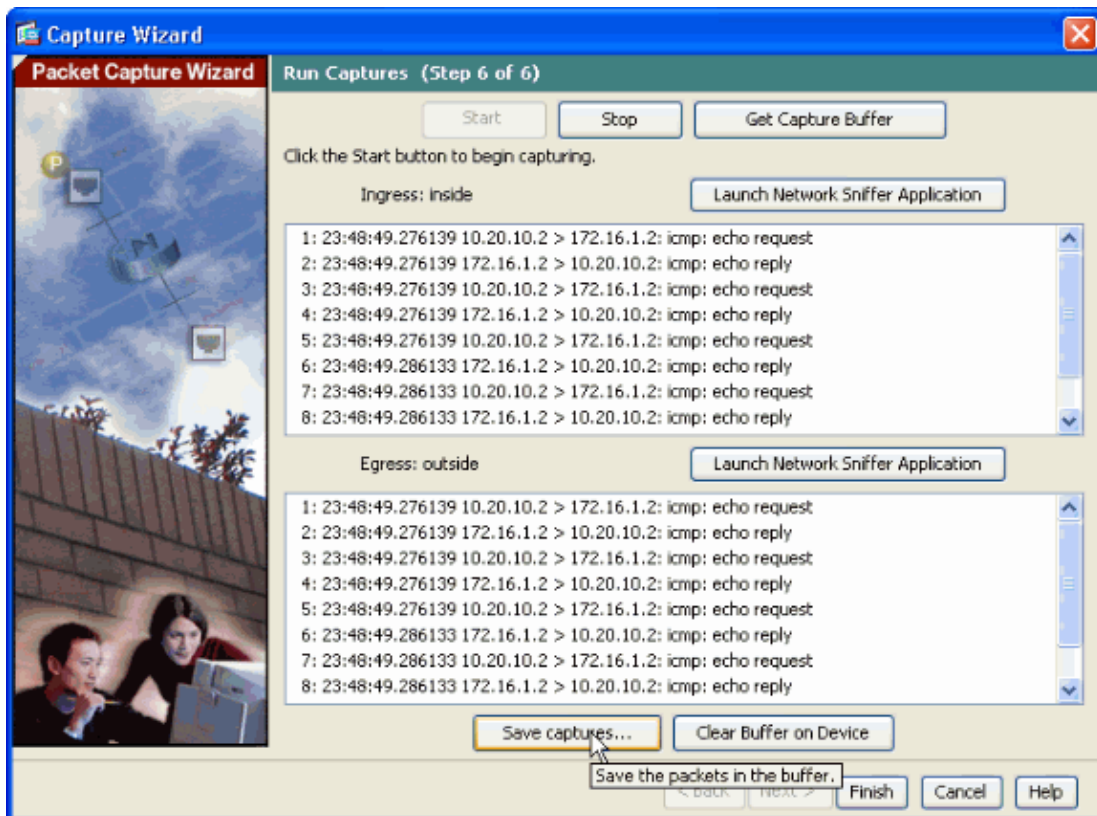 Capture Wizard
Packet Capture Wizard
Run Captures (Step 6 of 6)
Start
Stop
Get Capture Buffer
Click the Start button to begin capturing.
Ingress: inside
Launch Network Sniffer Application
1: 23:48:49.276139 10.20.10.2 > 172.16.1.2: icmp: echo request
2: 23:48:49.276139 172.16.1.2 > 10.20.10.2: icmp: echo reply
3: 23:48:49.276139 10.20.10.2 > 172.16.1.2: icmp: echo request
4: 23:48:49.276139 172.16.1.2 > 10.20.10.2: icmp: echo reply
5: 23:48:49.276139 10.20.10.2 > 172.16.1.2: icmp: echo request
6: 23:48:49.286133 172.16.1.2 > 10.20.10.2: icmp: echo reply
7: 23:48:49.286133 10.20.10.2 > 172.16.1.2: icmp: echo request
8: 23:48:49.286133 172.16.1.2 > 10.20.10.2: icmp: echo reply
Egress: outside
Launch Network Sniffer Application
1: 23:48:49.276139 10.20.10.2 > 172.16.1.2: icmp: echo request
2: 23:48:49.276139 172.16.1.2 > 10.20.10.2: icmp: echo reply
3: 23:48:49.276139 10.20.10.2 > 172.16.1.2: icmp: echo request
4: 23:48:49.276139 172.16.1.2 > 10.20.10.2: icmp: echo reply
5: 23:48:49.276139 10.20.10.2 > 172.16.1.2: icmp: echo request
6: 23:48:49.286133 172.16.1.2 > 10.20.10.2: icmp: echo reply
7: 23:48:49.286133 10.20.10.2 > 172.16.1.2: icmp: echo request
8: 23:48:49.286133 172.16.1.2 > 10.20.10.2: icmp: echo reply
Save captures...
Clear Buffer on Device
Save the packets in the buffer.
< Back
Next >
Finish
Cancel
Help
P